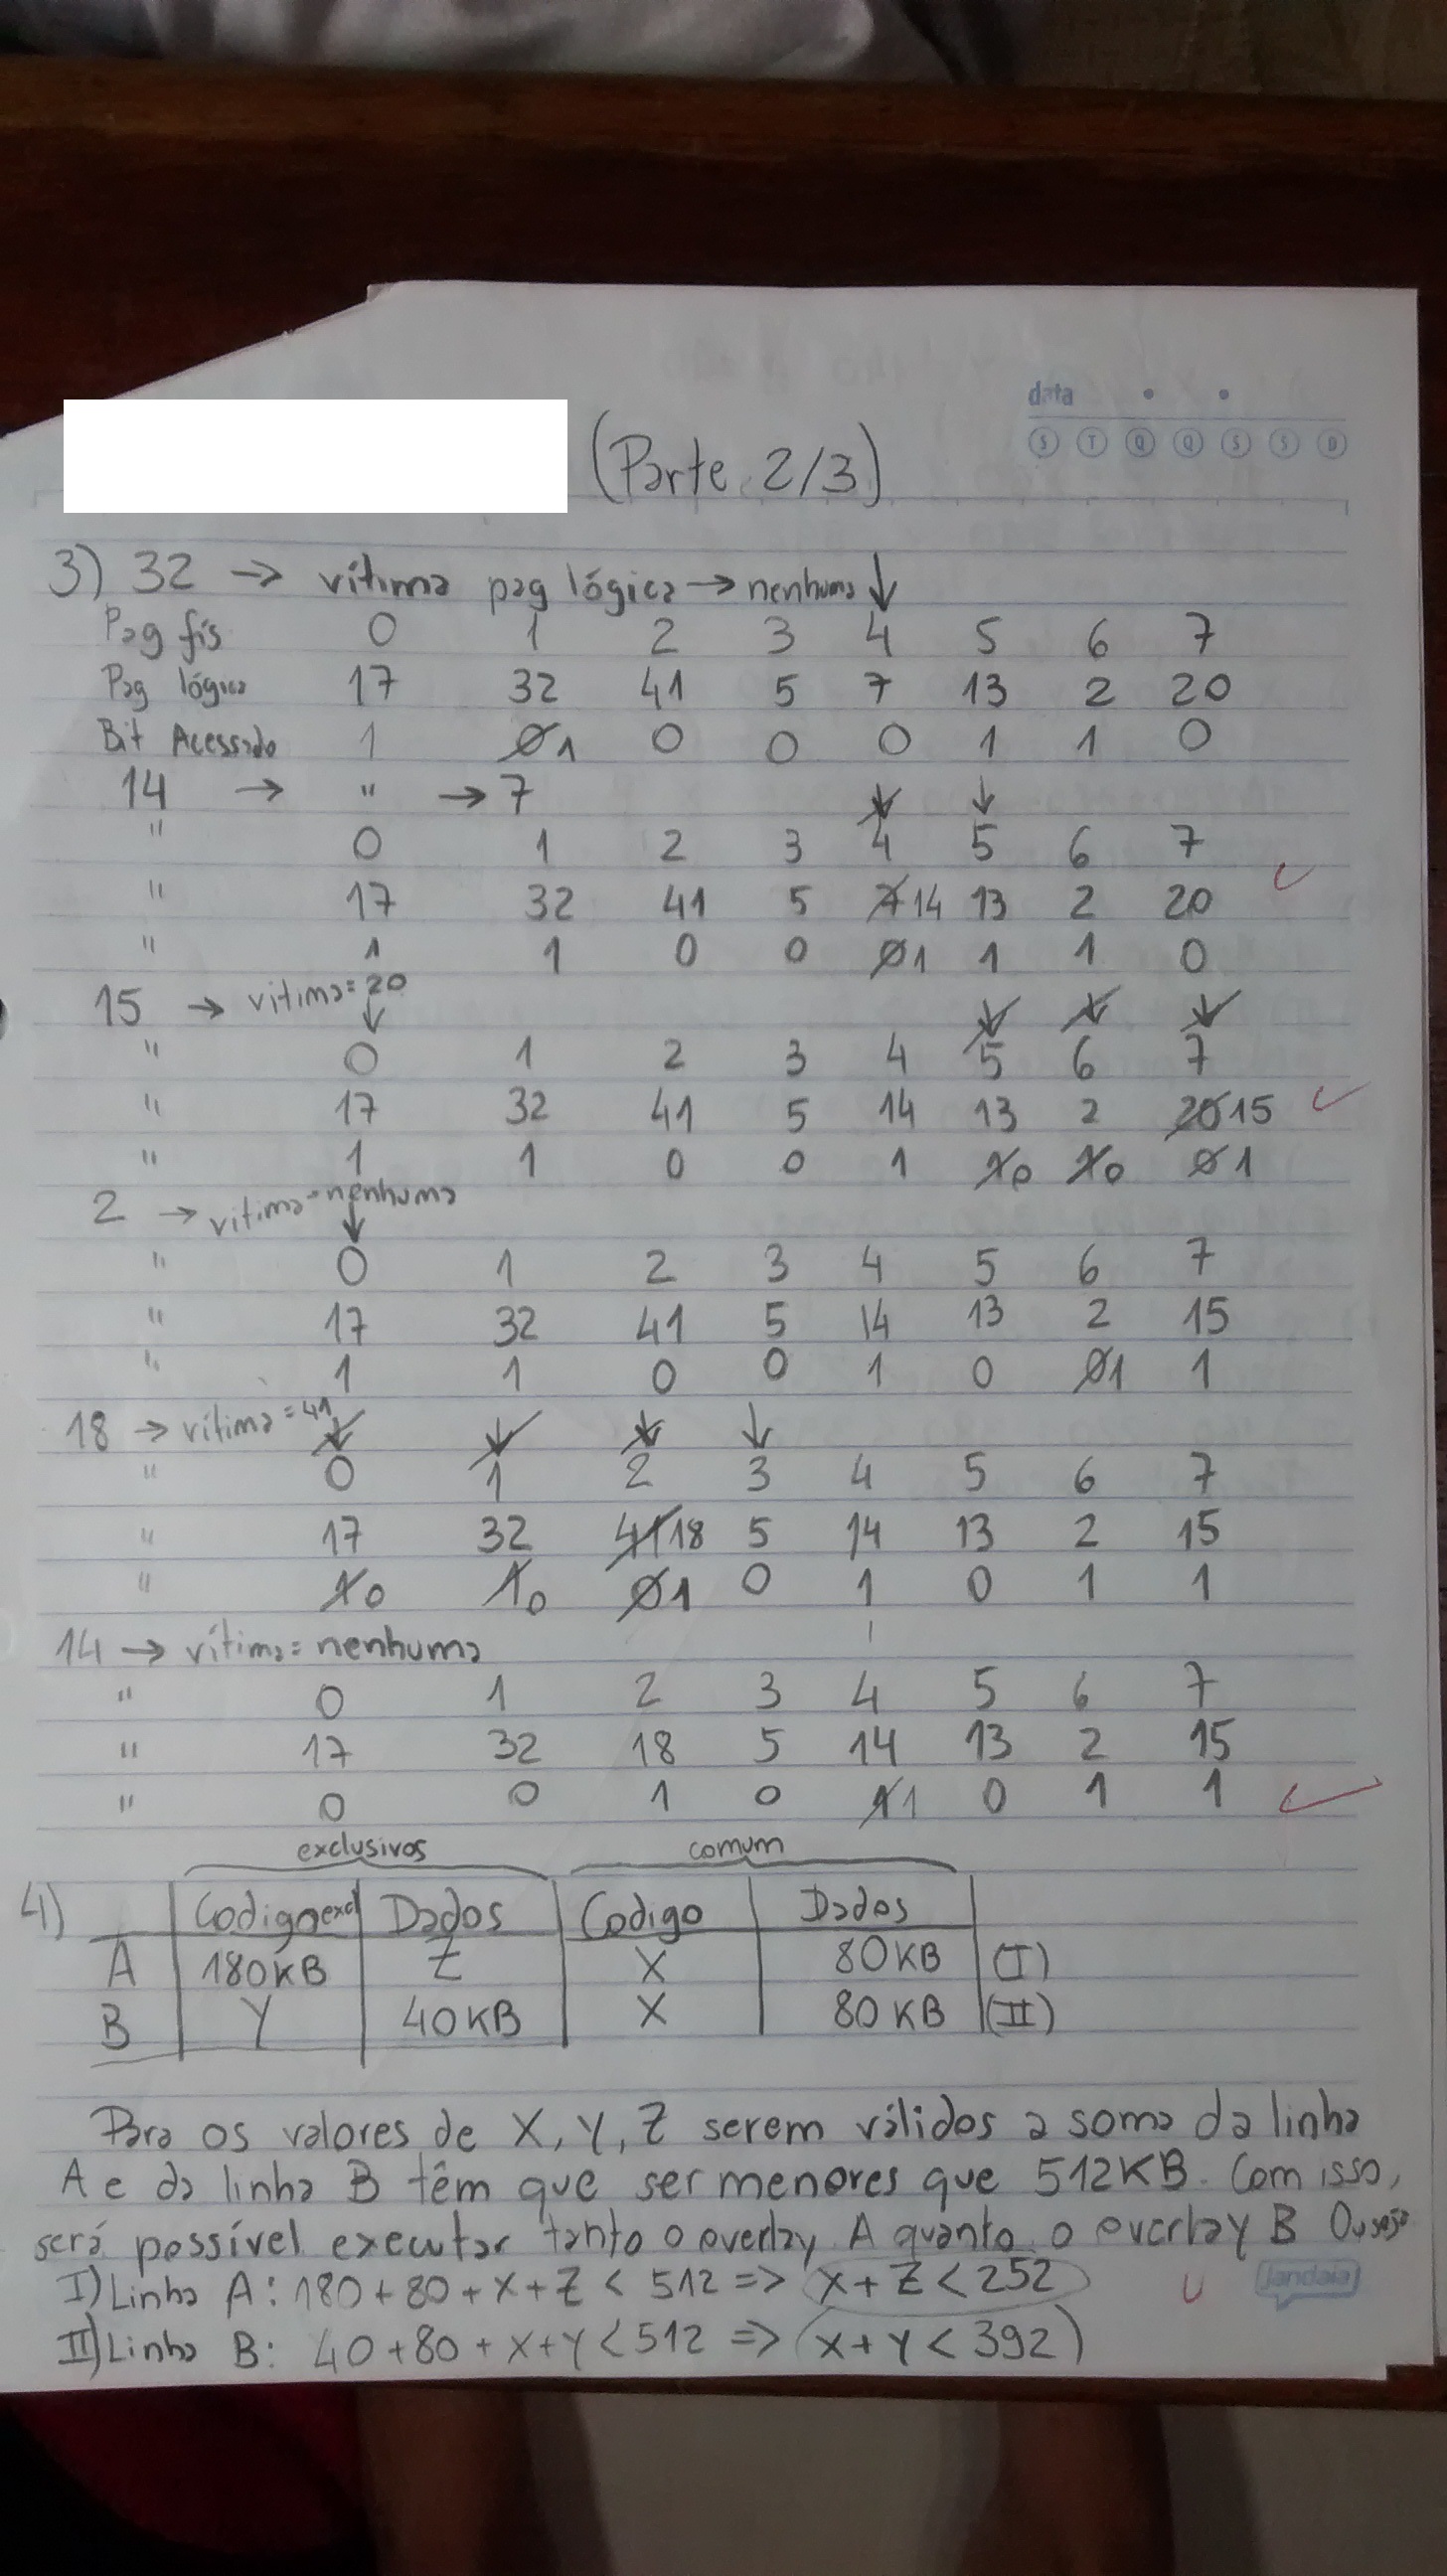 data
S T Q Q S S D
(Parte 2/3)
3) 32 → vítima pag lógica → nenhuma ↓
Pag fís 0 1 2 3 4 5 6 7
Pag lógica 17 32 41 5 7 13 2 20
Bit Acessado 1 0 1 0 0 0 1 1 0
14 → " → 7 ↓ ↓
" 0 1 2 3 4 5 6 7
" 17 32 41 5 7 14 13 2 20
" 1 1 0 0 0 1 1 1 0
15 → vitima = 20 ↓ ↓ ↓ ↓
" 0 1 2 3 4 5 6 7
" 17 32 41 5 14 13 2 20 15
" 1 1 0 0 1 1 0 1 0 0 1
2 → vitima = nenhuma ↓
" 0 1 2 3 4 5 6 7
" 17 32 41 5 14 13 2 15
" 1 1 0 0 1 0 0 1 1
18 → vítima = 41 ↓ ↓ ↓ ↓
" 0 1 2 3 4 5 6 7
" 17 32 41 18 5 14 13 2 15
" 1 0 1 0 0 1 0 1 0 1 1
14 → vítima = nenhuma
" 0 1 2 3 4 5 6 7
" 17 32 18 5 14 13 2 15
" 0 0 1 0 1 1 0 1 1
exclusivos comum
4) Codigo excl Dados Codigo Dados
A 180KB Z X 80KB (I)
B Y 40KB X 80KB (II)
Para os valores de X, Y, Z serem válidos a soma da linha
A e da linha B têm que ser menores que 512KB. Com isso,
será possível executar tanto o overlay A quanto o overlay B Ou seja
I) Linha A: 180 + 80 + X + Z < 512 => X + Z < 252
jandaia
II) Linha B: 40 + 80 + X + Y < 512 => (X + Y < 392)